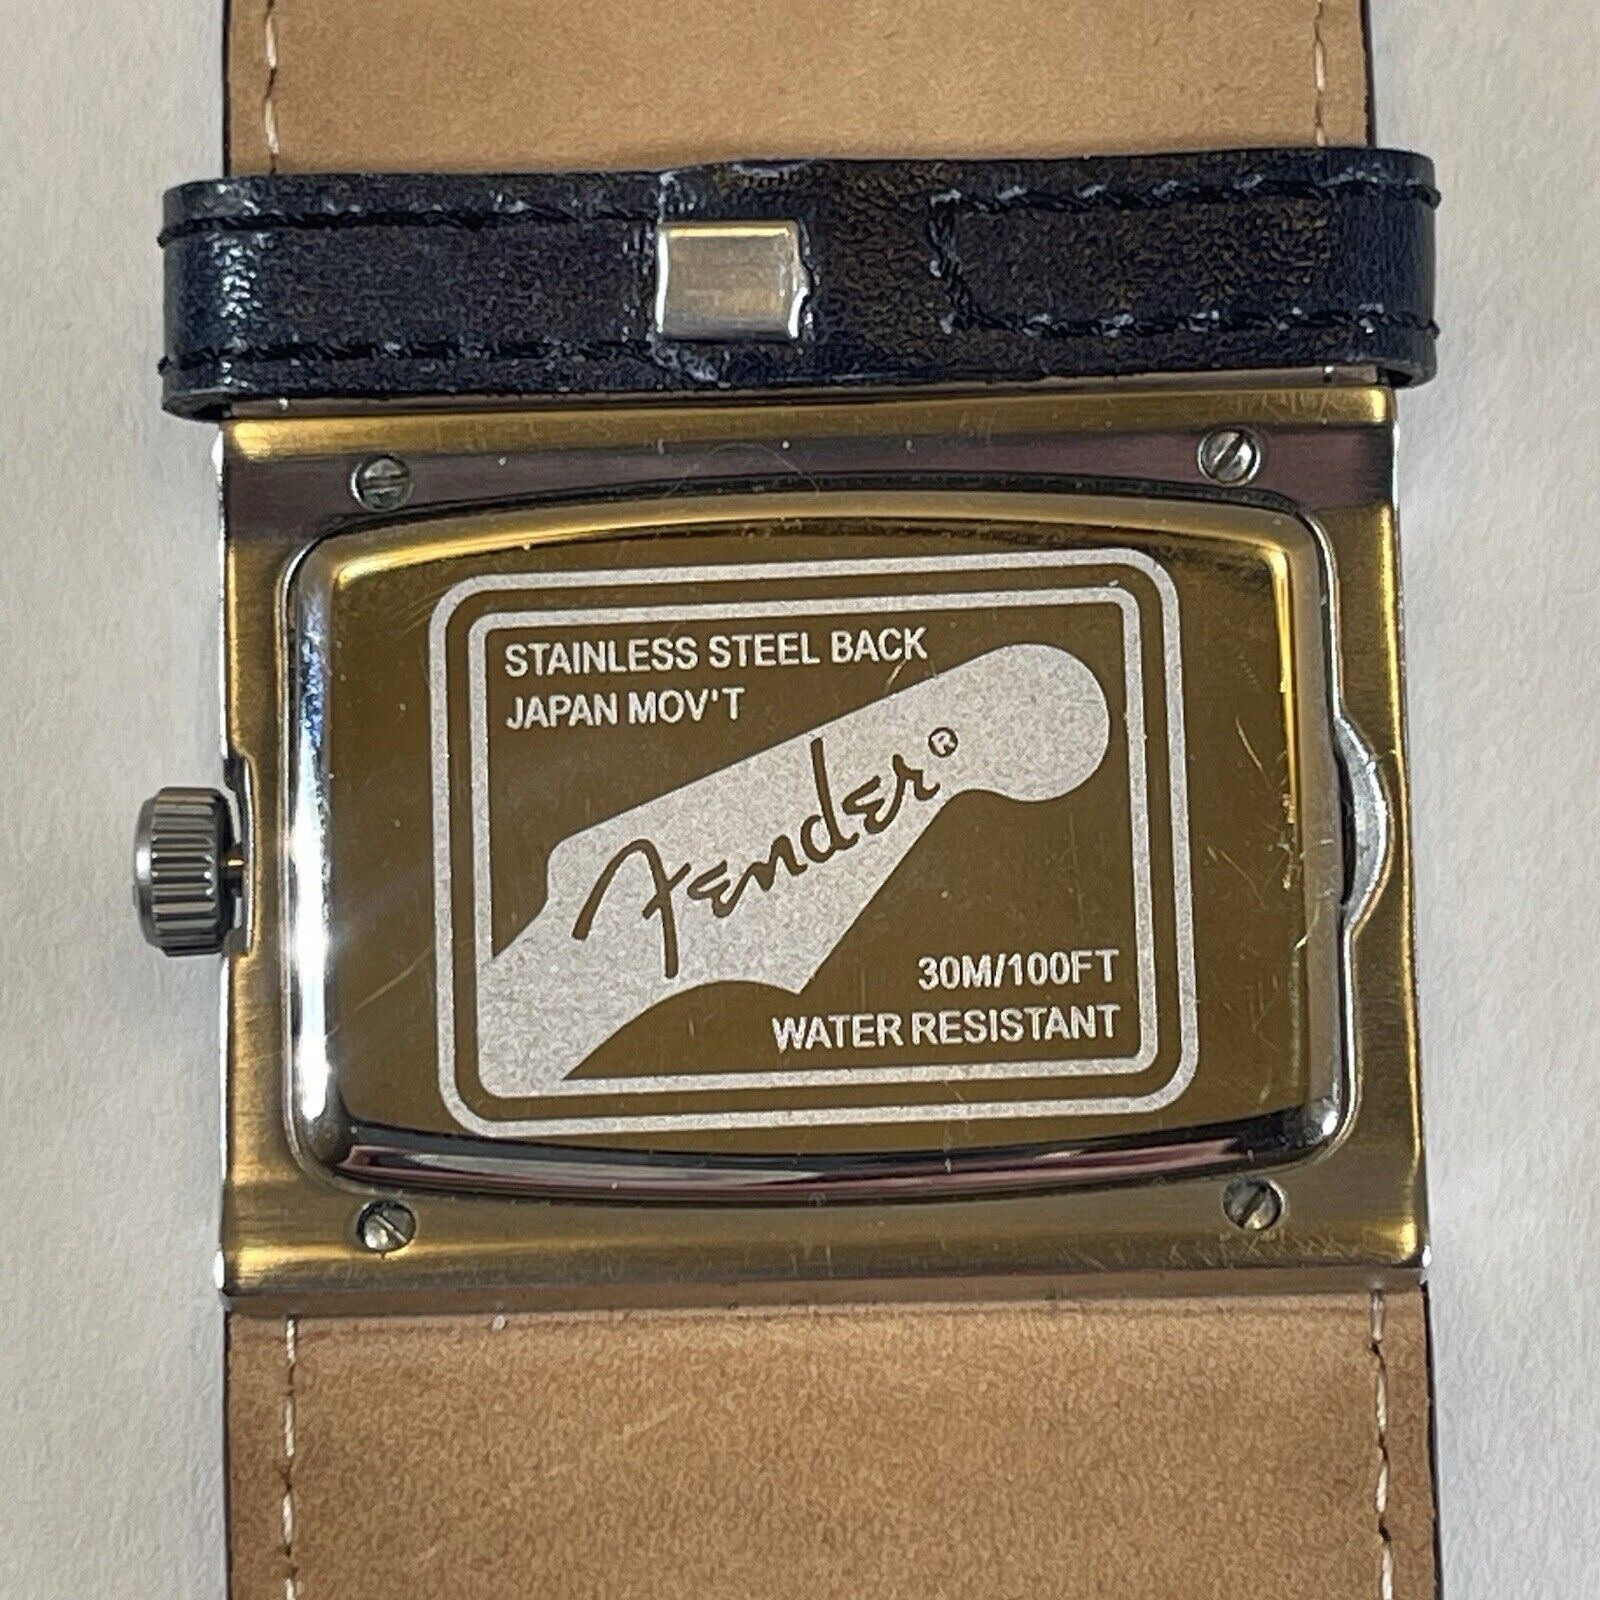 STAINLESS STEEL BACK
JAPAN MOV'T
Fender®
30M/100FT
WATER RESISTANT